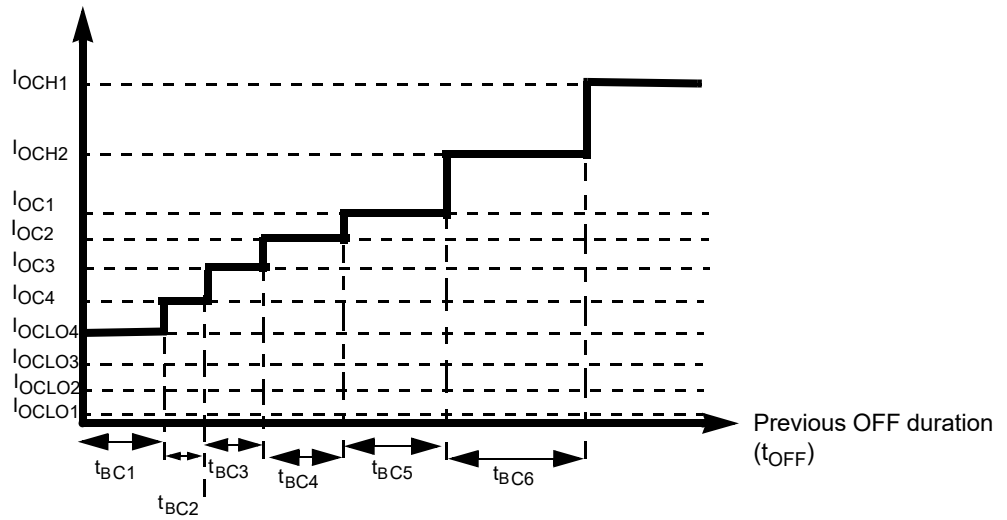 IOCH1
IOCH2
IOC1
IOC2
IOC3
IOC4
IOCLO4
IOCLO3
IOCLO2
IOCLO1
Previous OFF duration
(tOFF)
tBC1
tBC2
tBC3
tBC4
tBC5
tBC6